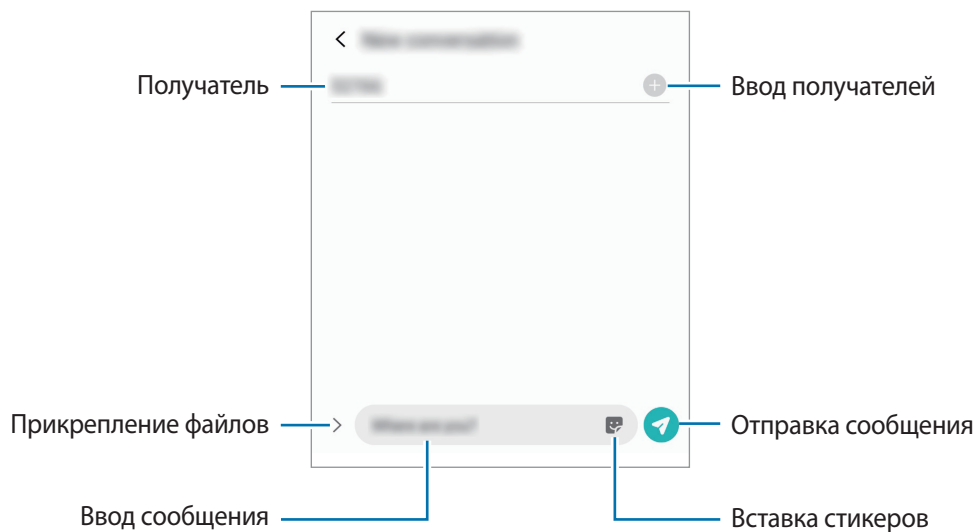 Получатель
Ввод получателей
Прикрепление файлов
Отправка сообщения
Ввод сообщения
Вставка стикеров